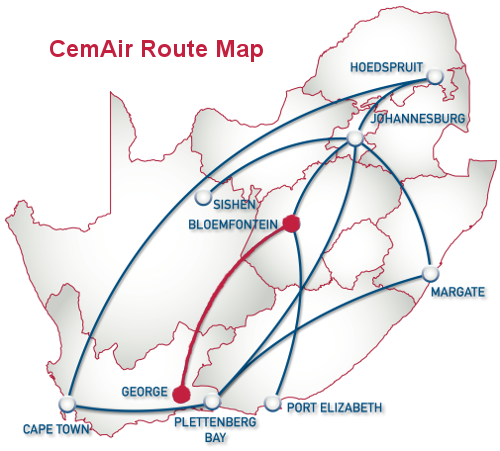 CemAir Route Map
HOEDSPRUIT
JOHANNESBURG
SISHEN
BLOEMFONTEIN
MARGATE
GEORGE
PORT ELIZABETH
CAPE TOWN
PLETTENBERG
BAY